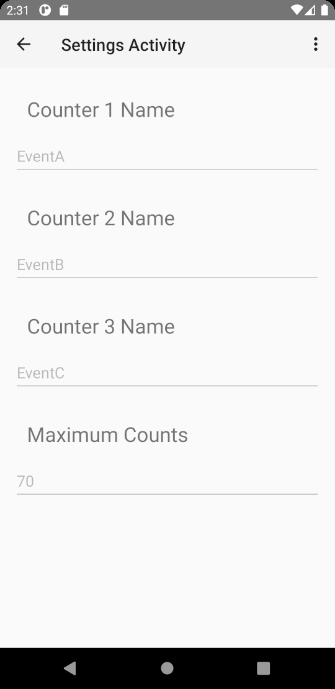 2:31
Settings Activity
Counter 1 Name
EventA
Counter 2 Name
EventB
Counter 3 Name
EventC
Maximum Counts
70